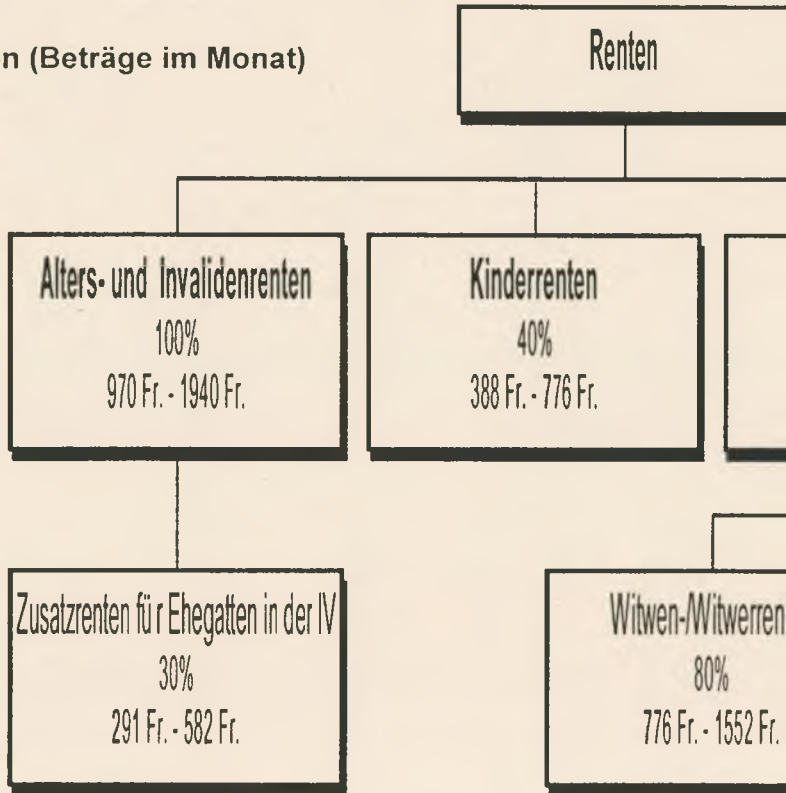 n (Beträge im Monat)
Renten
Alters- und Invalidenrenten
100%
970 Fr. - 1940 Fr.
Kinderrenten
40%
388 Fr. - 776 Fr.
Zusatzrenten für Ehegatten in der IV
30%
291 Fr. - 582 Fr.
Witwen-/Witwerren
80%
776 Fr. - 1552 Fr.